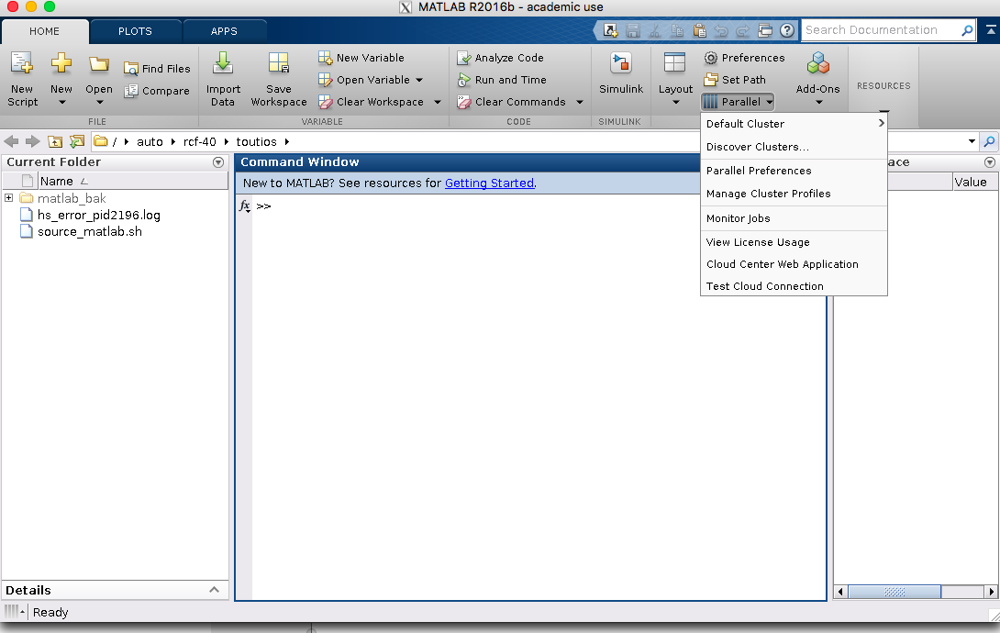 MATLAB R2016b - academic use
HOME PLOTS APPS
Search Documentation
New Script
New
Open
Find Files
Compare
FILE
Import Data
Save Workspace
New Variable
Open Variable
Clear Workspace
VARIABLE
Analyze Code
Run and Time
Clear Commands
CODE
Simulink
SIMULINK
Layout
Preferences
Set Path
Parallel
Add-Ons
RESOURCES
Default Cluster
Discover Clusters...
Parallel Preferences
Manage Cluster Profiles
Monitor Jobs
View License Usage
Cloud Center Web Application
Test Cloud Connection
/ auto rcf-40 toutios
Current Folder
Name
matlab_bak
hs_error_pid2196.log
source_matlab.sh
Details
Command Window
New to MATLAB? See resources for Getting Started.
fx >>
ace
Value
Ready